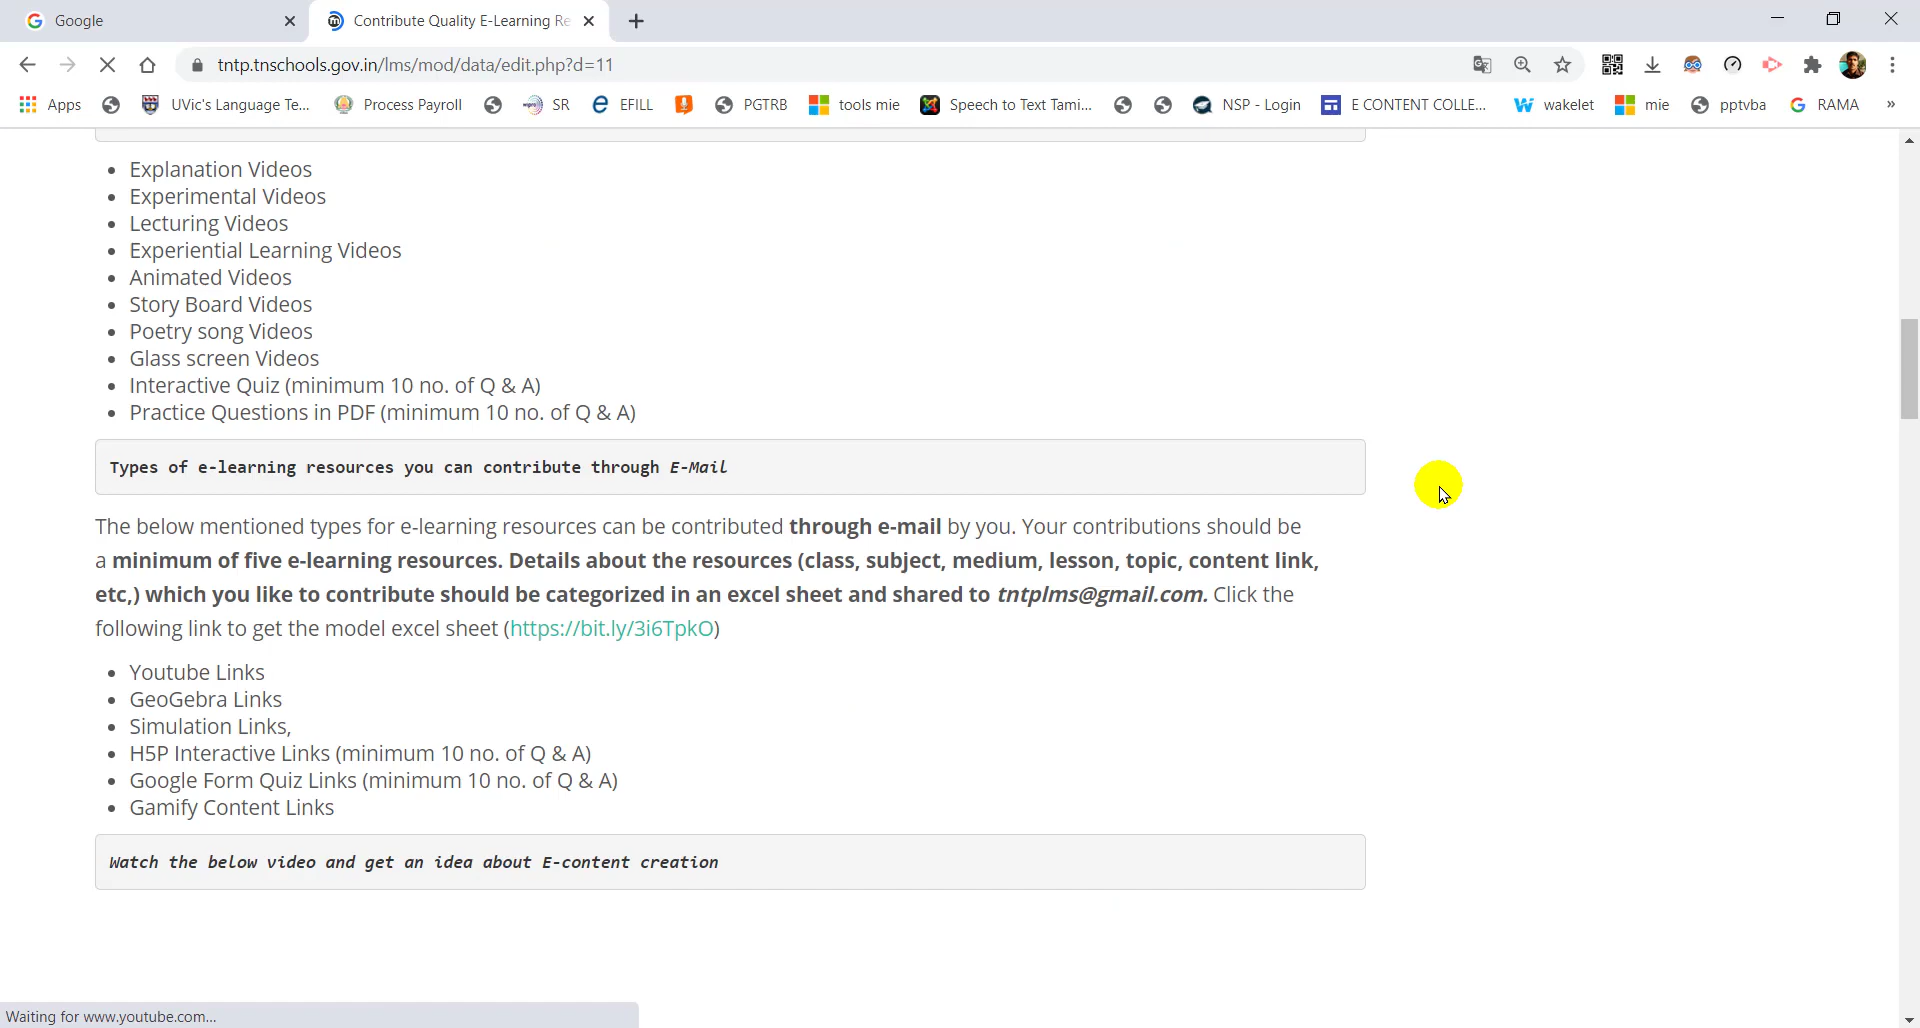 Google
Contribute Quality E-Learning Re
tntp.tnschools.gov.in/lms/mod/data/edit.php?d=11
Apps UVic's Language Te... Process Payroll SR EFILL PGTRB tools mie Speech to Text Tami... NSP - Login E CONTENT COLLE... wakelet mie pptvba RAMA »
• Explanation Videos
• Experimental Videos
• Lecturing Videos
• Experiential Learning Videos
• Animated Videos
• Story Board Videos
• Poetry song Videos
• Glass screen Videos
• Interactive Quiz (minimum 10 no. of Q & A)
• Practice Questions in PDF (minimum 10 no. of Q & A)
Types of e-learning resources you can contribute through E-Mail
The below mentioned types for e-learning resources can be contributed through e-mail by you. Your contributions should be
a minimum of five e-learning resources. Details about the resources (class, subject, medium, lesson, topic, content link,
etc,) which you like to contribute should be categorized in an excel sheet and shared to tntplms@gmail.com. Click the
following link to get the model excel sheet (https://bit.ly/3i6TpkO)
• Youtube Links
• GeoGebra Links
• Simulation Links,
• H5P Interactive Links (minimum 10 no. of Q & A)
• Google Form Quiz Links (minimum 10 no. of Q & A)
• Gamify Content Links
Watch the below video and get an idea about E-content creation
Waiting for www.youtube.com...